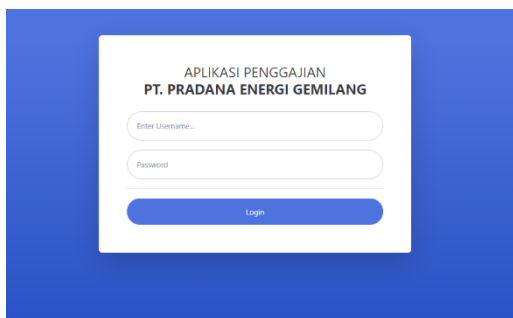 APLIKASI PENGGAJIAN
PT. PRADANA ENERGI GEMILANG
Enter Username...
Password
Login